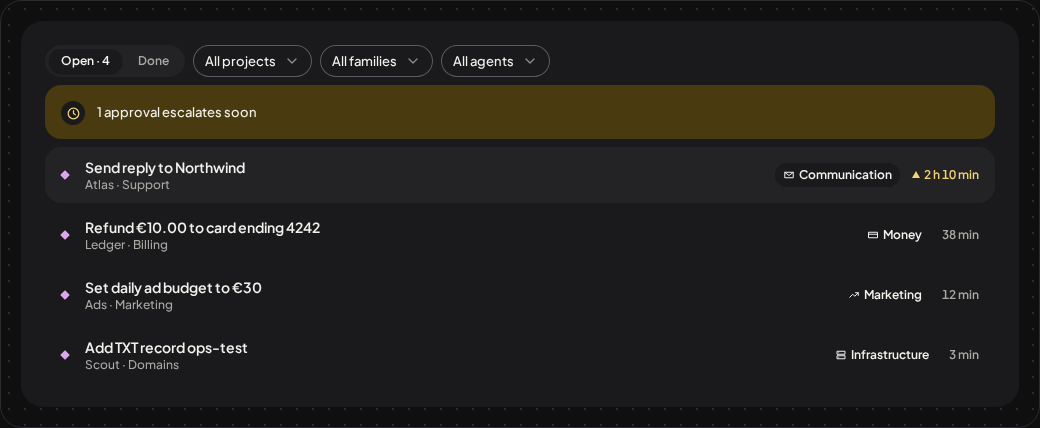 Open · 4 Done All projects All families All agents
1 approval escalates soon
Send reply to Northwind
Atlas · Support
Communication 2 h 10 min
Refund €10.00 to card ending 4242
Ledger · Billing
Money 38 min
Set daily ad budget to €30
Ads · Marketing
Marketing 12 min
Add TXT record ops-test
Scout · Domains
Infrastructure 3 min